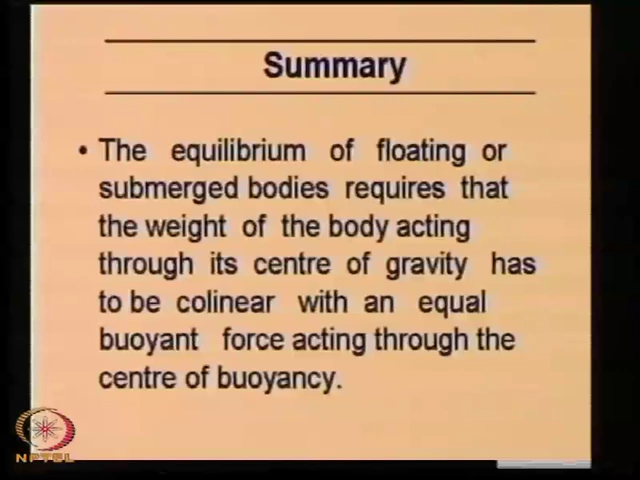 Summary
• The equilibrium of floating or
submerged bodies requires that
the weight of the body acting
through its centre of gravity has
to be colinear with an equal
buoyant force acting through the
centre of buoyancy.
NPTEL